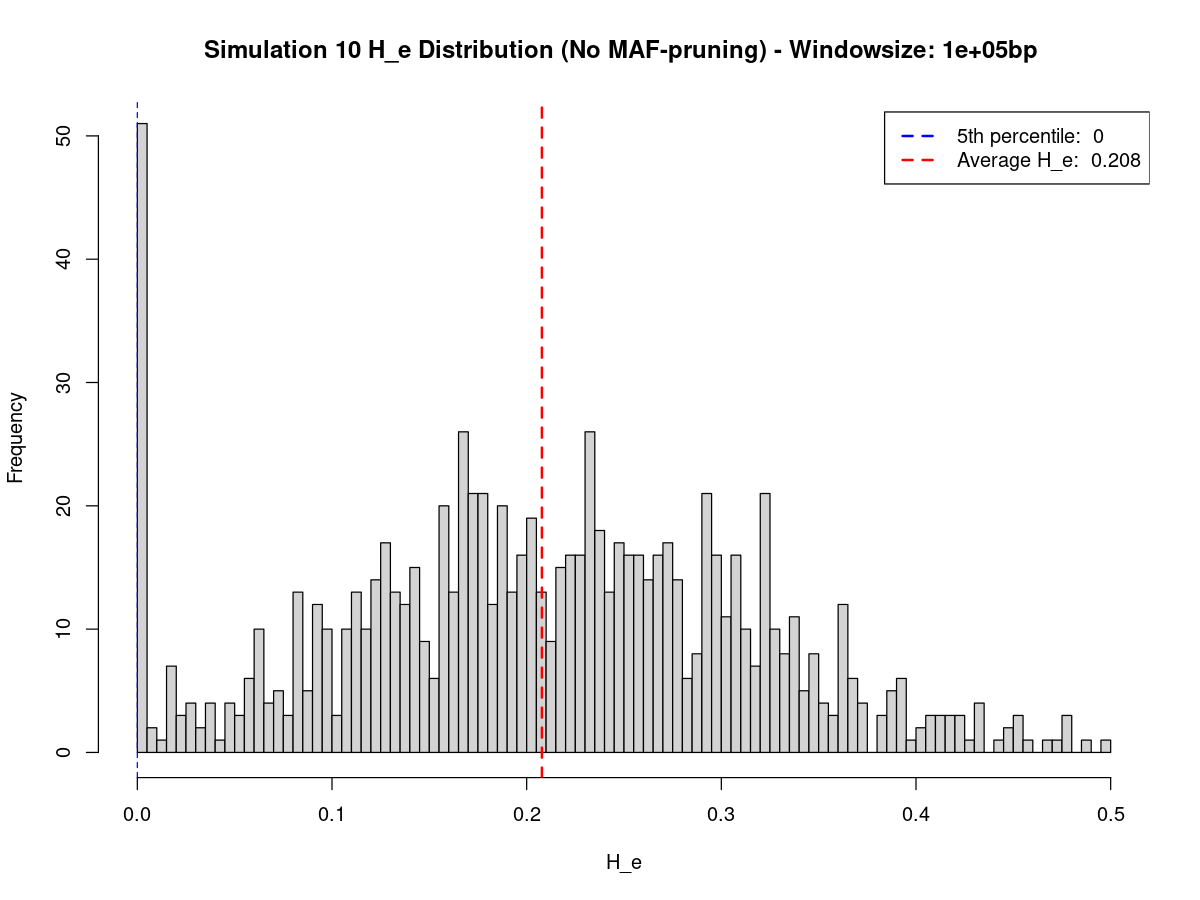 Simulation 10 H_e Distribution (No MAF-pruning) - Windowsize: 1e+05bp
5th percentile:  0
Average H_e:  0.208
Frequency
50
40
30
20
10
0
0.0 0.1 0.2 0.3 0.4 0.5
H_e